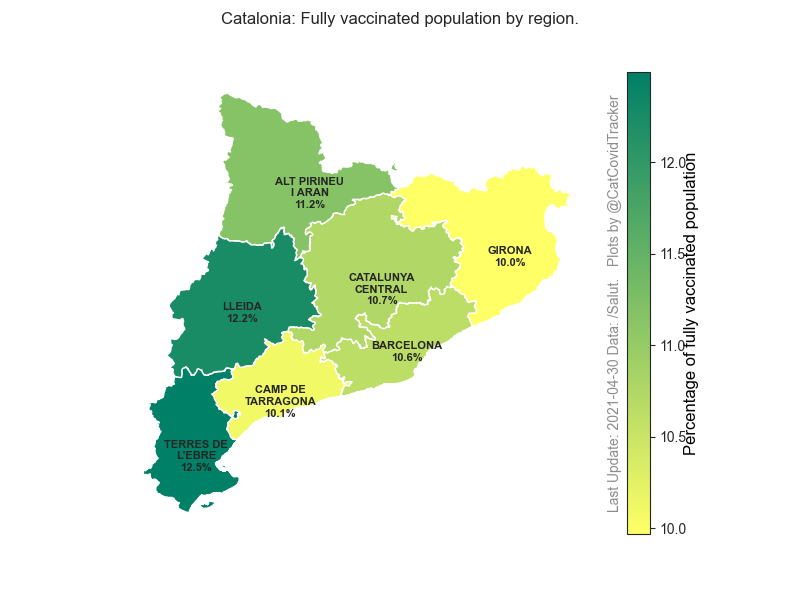 Catalonia: Fully vaccinated population by region.
ALT PIRINEU
I ARAN
11.2%
GIRONA
10.0%
CATALUNYA
CENTRAL
10.7%
LLEIDA
12.2%
BARCELONA
10.6%
CAMP DE
TARRAGONA
10.1%
TERRES DE
L'EBRE
12.5%
Last Update: 2021-04-30 Data: /Salut.   Plots by @CatCovidTracker
12.0
11.5
11.0
10.5
10.0
Percentage of fully vaccinated population